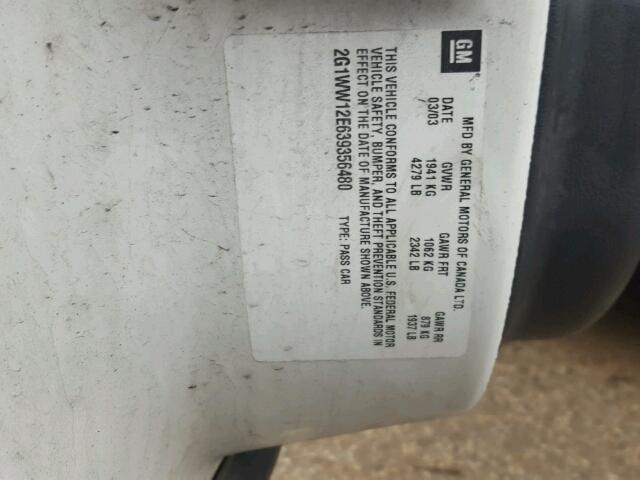 GM
MFD BY GENERAL MOTORS OF CANADA LTD.
DATE GVWR GAWR FRT GAWR RR
03/03 1941 KG 1062 KG 879 KG
4279 LB 2342 LB 1937 LB
THIS VEHICLE CONFORMS TO ALL APPLICABLE U.S. FEDERAL MOTOR
VEHICLE SAFETY, BUMPER, AND THEFT PREVENTION STANDARDS IN
EFFECT ON THE DATE OF MANUFACTURE SHOWN ABOVE.
2G1WW12E639356480 TYPE: PASS CAR